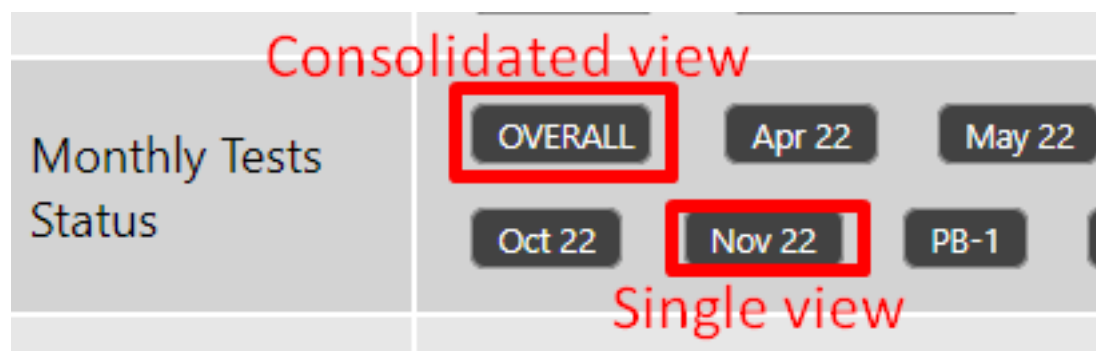 Consolidated view
Monthly Tests
Status
OVERALL Apr 22 May 22
Oct 22 Nov 22 PB-1
Single view